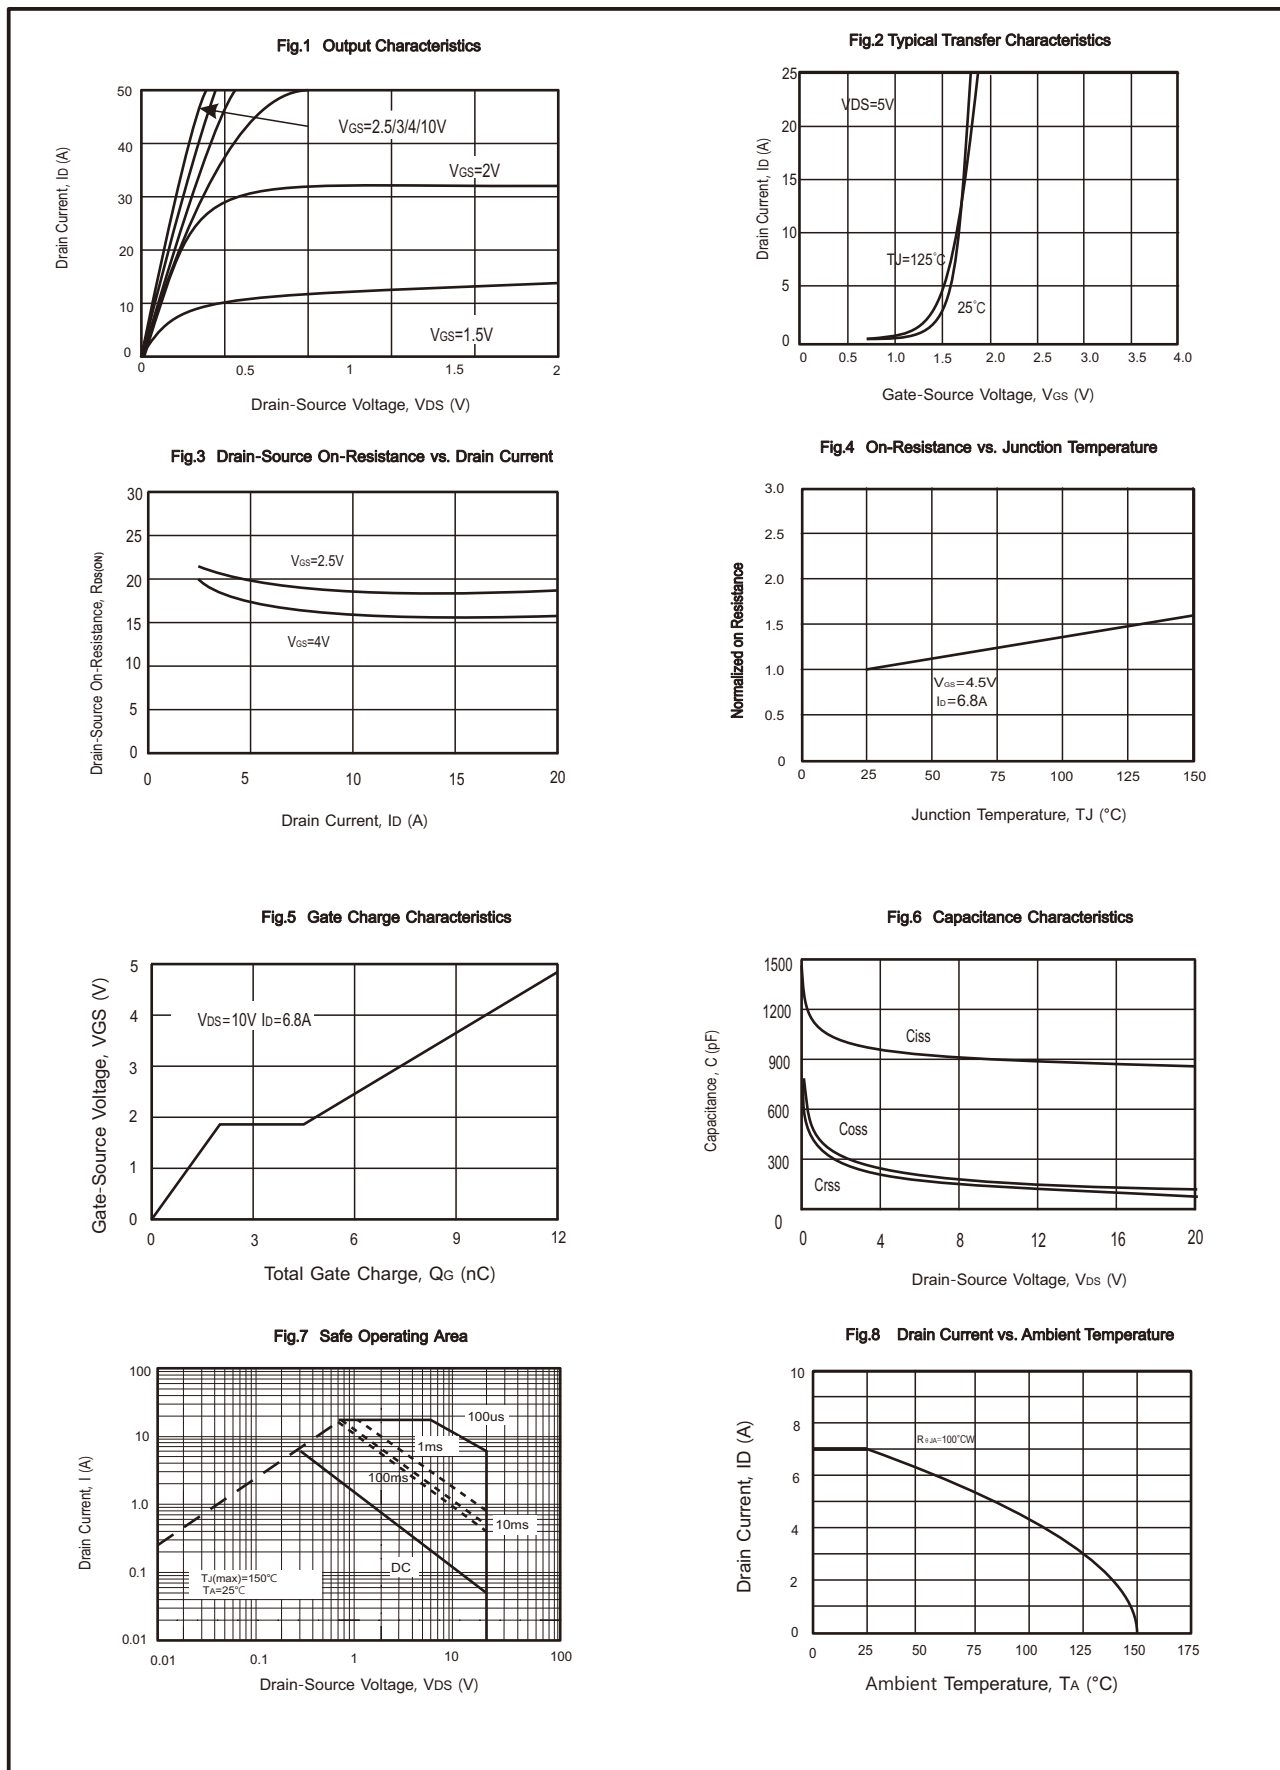 Fig.1 Output Characteristics
50
40
30
20
10
0
0
0.5
1
1.5
2
VGS=2.5/3/4/10V
VGS=2V
VGS=1.5V
Drain Current, ID (A)
Drain-Source Voltage, VDS (V)
Fig.2 Typical Transfer Characteristics
25
20
15
10
5
0
0
0.5
1.0
1.5
2.0
2.5
3.0
3.5
4.0
VDS=5V
TJ=125°C
25°C
Drain Current, ID (A)
Gate-Source Voltage, VGS (V)
Fig.3 Drain-Source On-Resistance vs. Drain Current
30
25
20
15
10
5
0
0
5
10
15
20
VGS=2.5V
VGS=4V
Drain-Source On-Resistance, RDS(ON)
Drain Current, ID (A)
Fig.4 On-Resistance vs. Junction Temperature
3.0
2.5
2.0
1.5
1.0
0.5
0
0
25
50
75
100
125
150
VGS=4.5V
ID=6.8A
Normalized on Resistance
Junction Temperature, TJ (°C)
Fig.5 Gate Charge Characteristics
5
4
3
2
1
0
0
3
6
9
12
VDS=10V ID=6.8A
Gate-Source Voltage, VGS (V)
Total Gate Charge, QG (nC)
Fig.6 Capacitance Characteristics
1500
1200
900
600
300
0
0
4
8
12
16
20
Ciss
Coss
Crss
Capacitance , C (pF)
Drain-Source Voltage, VDS (V)
Fig.7 Safe Operating Area
100
10
1.0
0.1
0.01
0.01
0.1
1
10
100
100us
1ms
100ms
10ms
DC
TJ(max)=150℃
TA=25℃
Drain Current, I (A)
Drain-Source Voltage, VDS (V)
Fig.8 Drain Current vs. Ambient Temperature
10
8
6
4
2
0
0
25
50
75
100
125
150
175
RθJA=100°CW
Drain Current, ID (A)
Ambient Temperature, TA (°C)